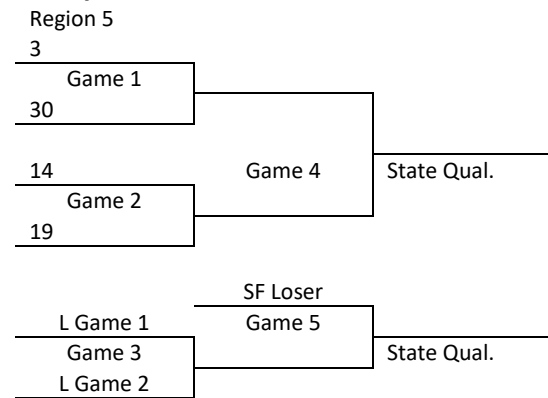 Region 5
3
Game 1
30
14
Game 4
State Qual.
Game 2
19
SF Loser
L Game 1
Game 5
Game 3
State Qual.
L Game 2